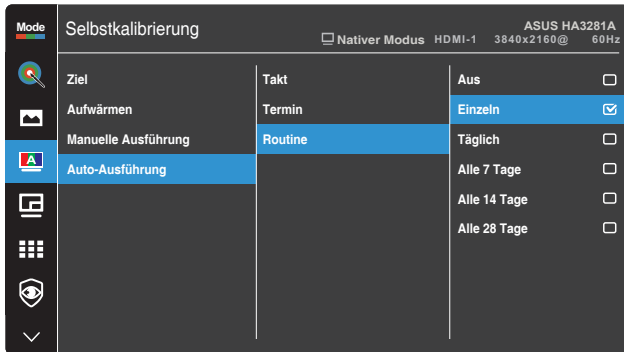 Mode
Selbstkalibrierung
Nativer Modus HDMI-1 ASUS HA3281A
3840x2160@ 60Hz
Ziel
Aufwärmen
Manuelle Ausführung
Auto-Ausführung
Takt
Termin
Routine
Aus
Einzeln
Täglich
Alle 7 Tage
Alle 14 Tage
Alle 28 Tage
A